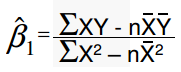 β̂₁ = ΣXY - nX̄Ȳ / ΣX² – nX̄²